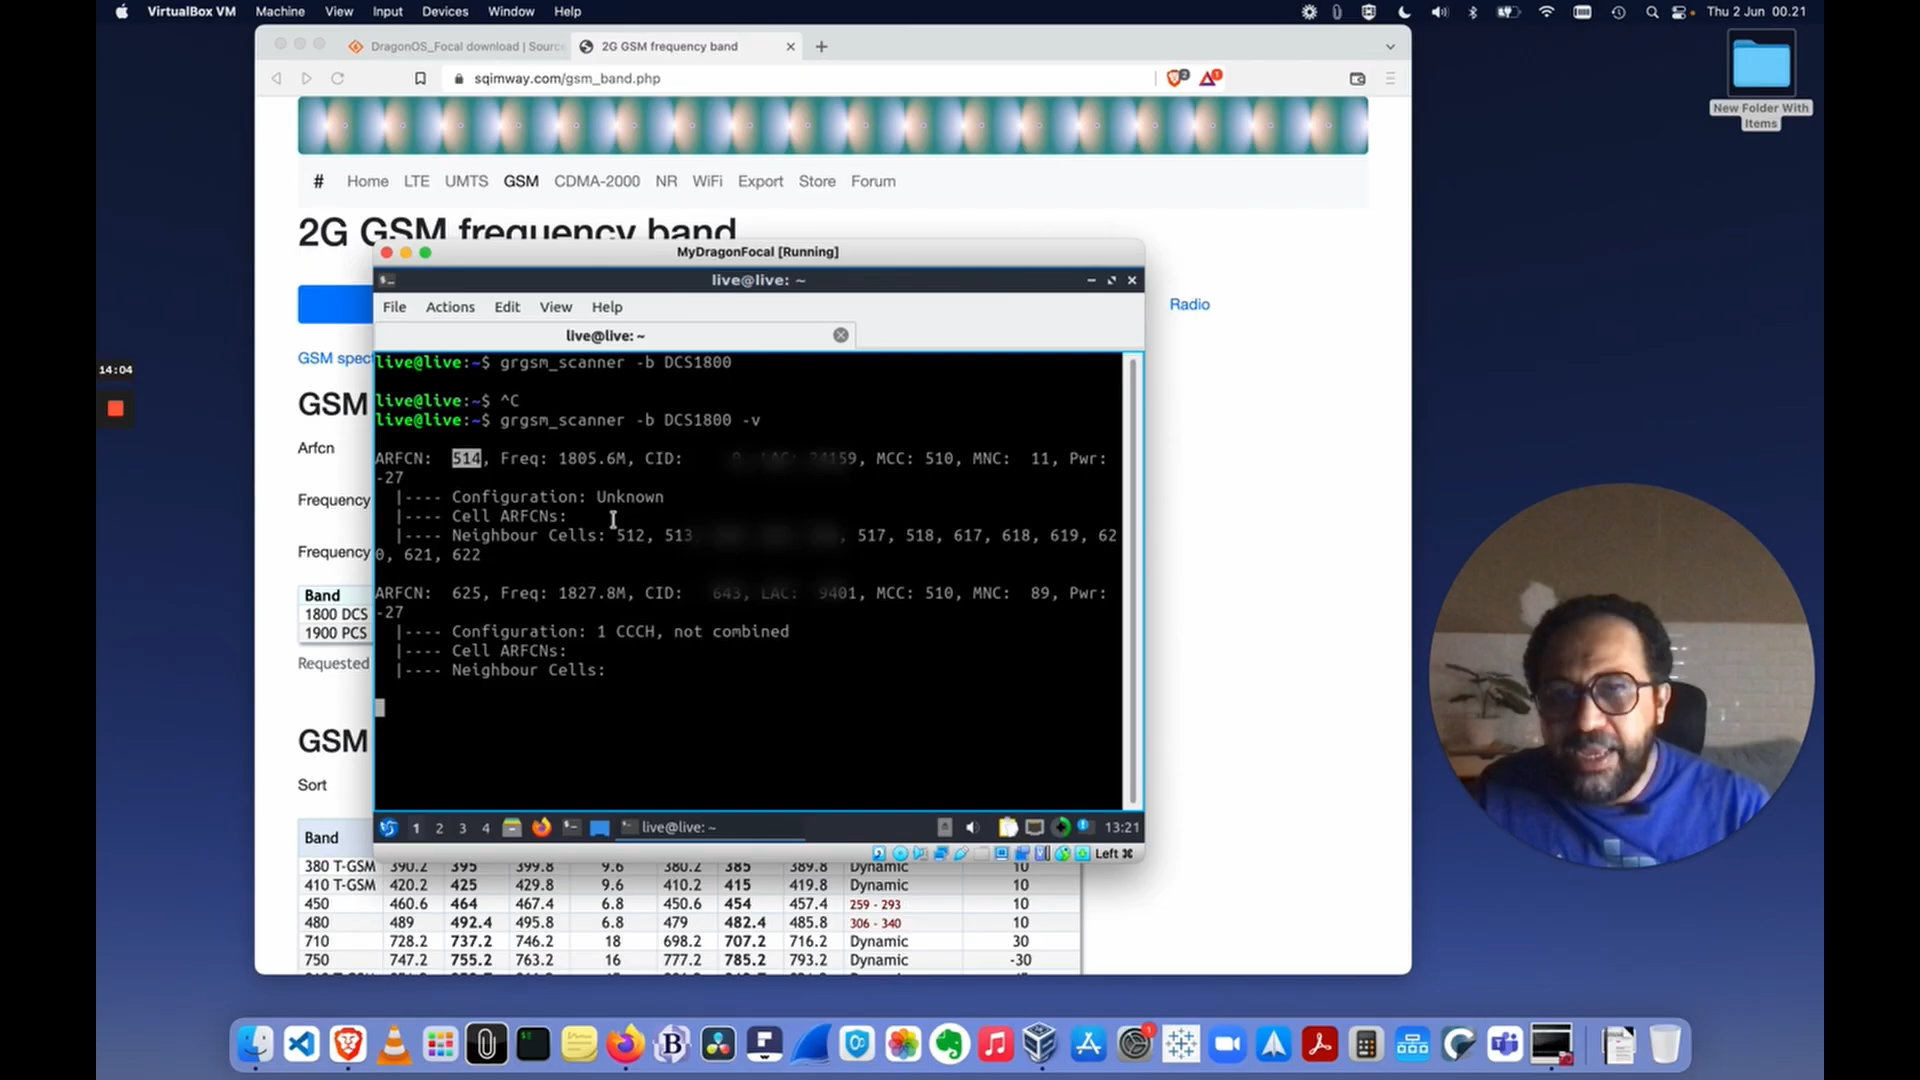 VirtualBox VM Machine View Input Devices Window Help
Thu 2 Jun 00.21
DragonOS_Focal download | Source
2G GSM frequency band
sqimway.com/gsm_band.php
2
1
New Folder With
Items
# Home LTE UMTS GSM CDMA-2000 NR WiFi Export Store Forum
2G GSM frequency band
MyDragonFocal [Running]
live@live: ~
File Actions Edit View Help
live@live: ~
Radio
GSM spec
GSM
Arfcn
Frequency
Frequency
Band
1800 DCS
1900 PCS
Requested
GSM
Sort
14:04
live@live:~$ grgsm_scanner -b DCS1800
live@live:~$ ^C
live@live:~$ grgsm_scanner -b DCS1800 -v
ARFCN: 514, Freq: 1805.6M, CID: LAC: 24159, MCC: 510, MNC: 11, Pwr:
-27
|---- Configuration: Unknown
|---- Cell ARFCNs:
|---- Neighbour Cells: 512, 513 , 517, 518, 617, 618, 619, 62
0, 621, 622
ARFCN: 625, Freq: 1827.8M, CID: 643, LAC: 9401, MCC: 510, MNC: 89, Pwr:
-27
|---- Configuration: 1 CCCH, not combined
|---- Cell ARFCNs:
|---- Neighbour Cells:
1 2 3 4
live@live: ~
13:21
Left ⌘
Band
380 T-GSM 390.2 395 399.8 9.6 380.2 385 389.8 Dynamic 10
410 T-GSM 420.2 425 429.8 9.6 410.2 415 419.8 Dynamic 10
450 460.6 464 467.4 6.8 450.6 454 457.4 259 - 293 10
480 489 492.4 495.8 6.8 479 482.4 485.8 306 - 340 10
710 728.2 737.2 746.2 18 698.2 707.2 716.2 Dynamic 30
750 747.2 755.2 763.2 16 777.2 785.2 793.2 Dynamic -30